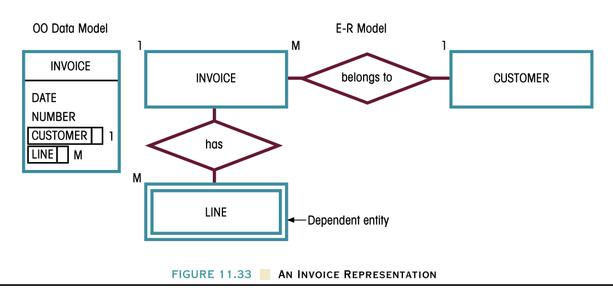 OO Data Model
E-R Model
INVOICE
DATE
NUMBER
CUSTOMER 1
LINE M
1
INVOICE
M
belongs to
1
CUSTOMER
has
M
LINE
Dependent entity
FIGURE 11.33 AN INVOICE REPRESENTATION